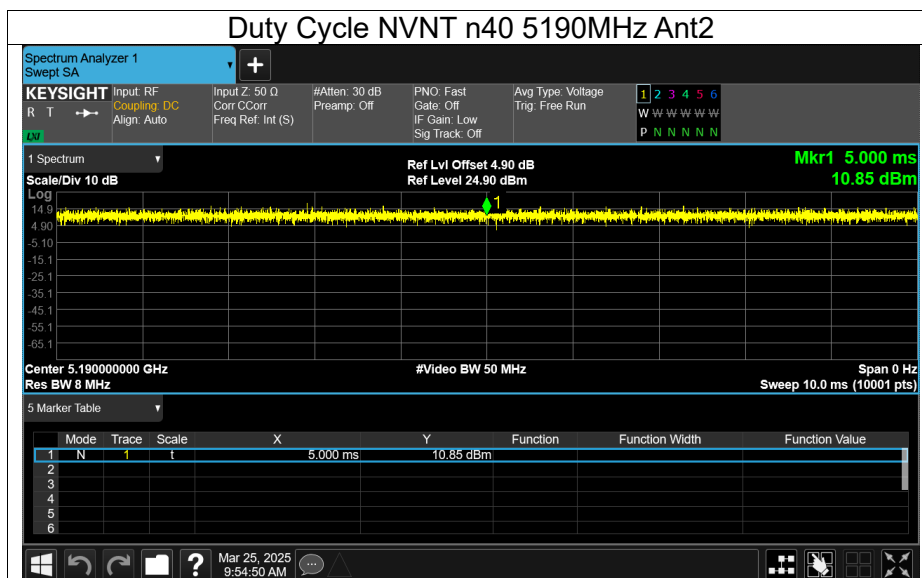 Duty Cycle NVNT n40 5190MHz Ant2
Spectrum Analyzer 1
Swept SA
+
KEYSIGHT Input: RF Input Z: 50 Ω #Atten: 30 dB PNO: Fast Avg Type: Voltage 1 2 3 4 5 6
R T Coupling: DC Corr CCorr Preamp: Off Gate: Off Trig: Free Run W W W W W W
Align: Auto Freq Ref: Int (S) IF Gain: Low
LXI Sig Track: Off P N N N N N
1 Spectrum Ref Lvl Offset 4.90 dB Mkr1 5.000 ms
Scale/Div 10 dB Ref Level 24.90 dBm 10.85 dBm
Log
1
14.9
4.90
-5.10
-15.1
-25.1
-35.1
-45.1
-55.1
-65.1
Center 5.190000000 GHz #Video BW 50 MHz Span 0 Hz
Res BW 8 MHz Sweep 10.0 ms (10001 pts)
5 Marker Table
Mode Trace Scale X Y Function Function Width Function Value
1 N 1 t 5.000 ms 10.85 dBm
2
3
4
5
6
? Mar 25, 2025
9:54:50 AM